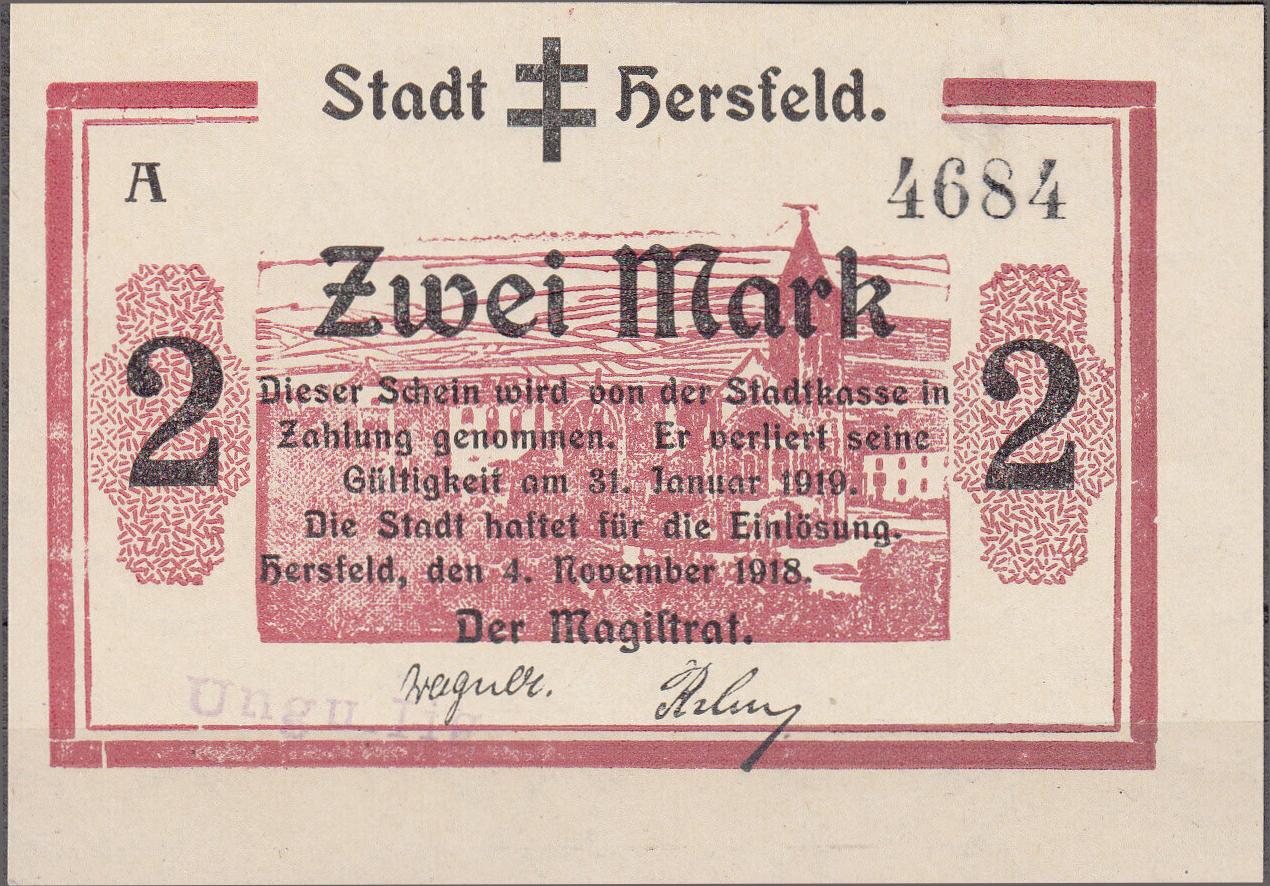 Stadt Hersfeld.
A
4684
Zwei Mark
2
2
Dieser Schein wird von der Stadtkasse in
Zahlung genommen. Er verliert seine
Gültigkeit am 31. Januar 1919.
Die Stadt haftet für die Einlösung.
Hersfeld, den 4. November 1918.
Der Magistrat.
Wagner.